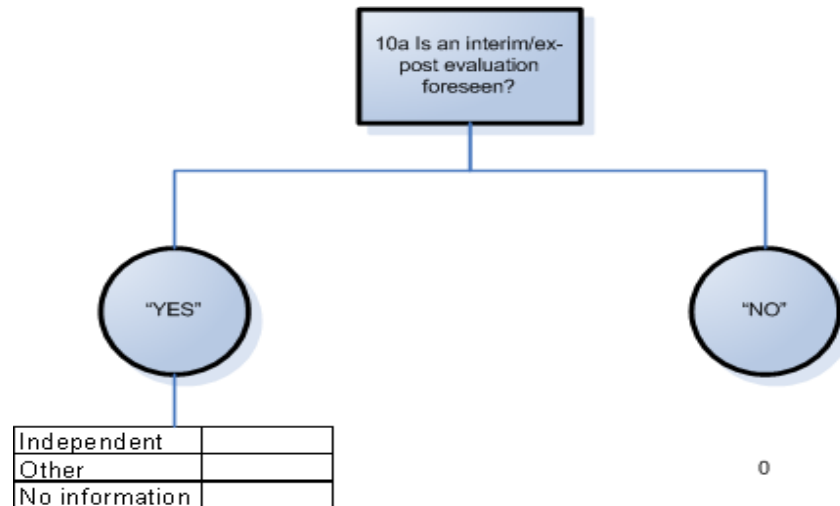 10a Is an interim/ex-
post evaluation
foreseen?
“YES”
“NO”
Independent
Other
No information
0